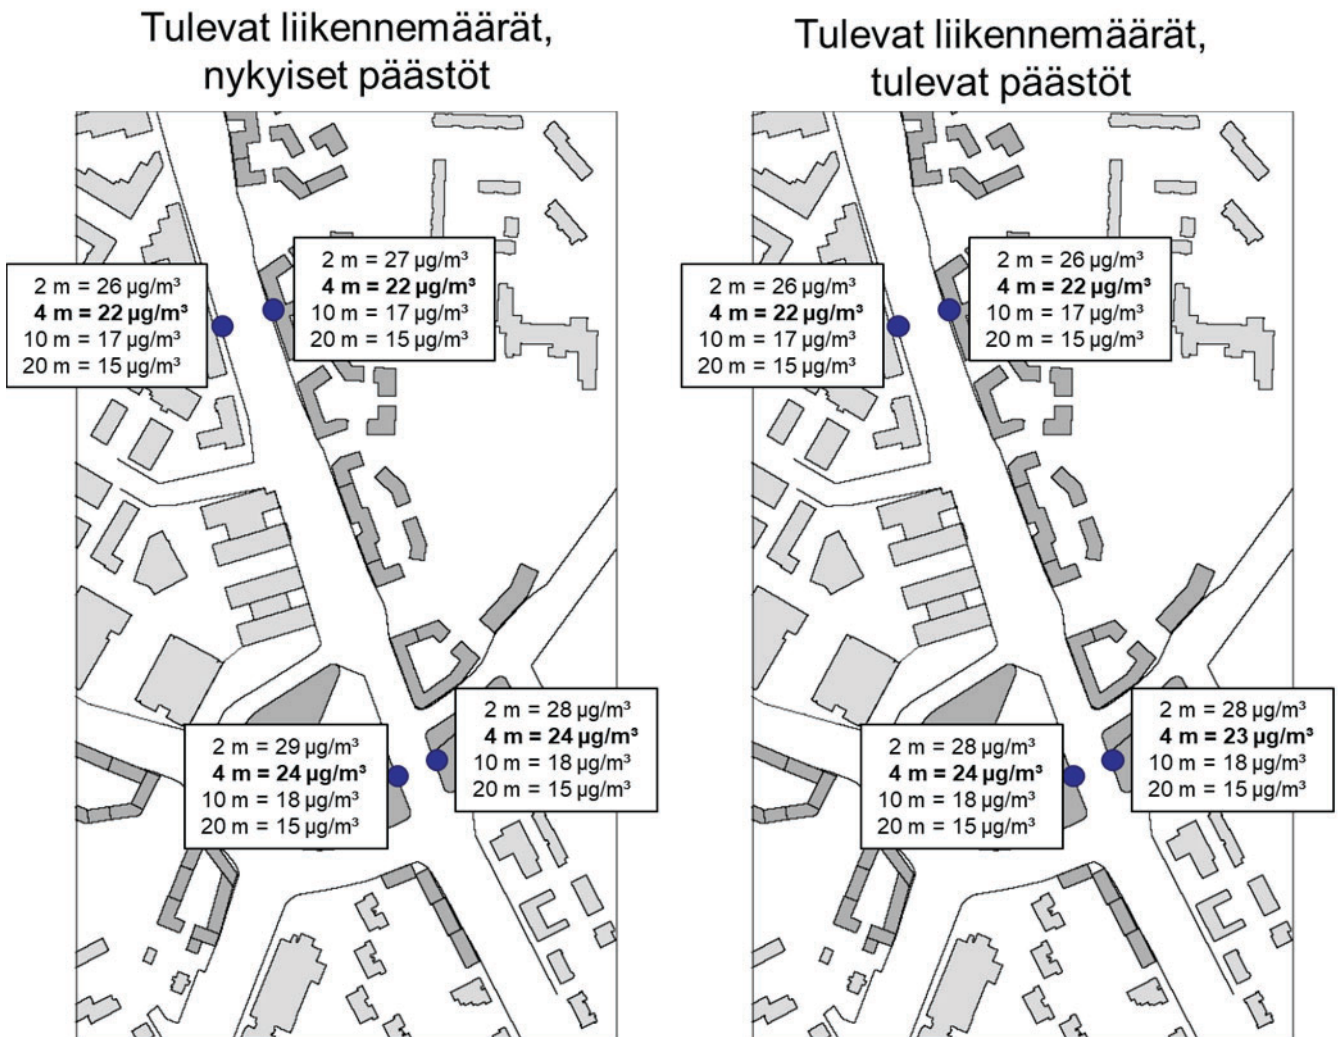 Tulevat liikennemäärät,
nykyiset päästöt
2 m = 26 µg/m³
4 m = 22 µg/m³
10 m = 17 µg/m³
20 m = 15 µg/m³
2 m = 27 µg/m³
4 m = 22 µg/m³
10 m = 17 µg/m³
20 m = 15 µg/m³
2 m = 29 µg/m³
4 m = 24 µg/m³
10 m = 18 µg/m³
20 m = 15 µg/m³
2 m = 28 µg/m³
4 m = 24 µg/m³
10 m = 18 µg/m³
20 m = 15 µg/m³
Tulevat liikennemäärät,
tulevat päästöt
2 m = 26 µg/m³
4 m = 22 µg/m³
10 m = 17 µg/m³
20 m = 15 µg/m³
2 m = 26 µg/m³
4 m = 22 µg/m³
10 m = 17 µg/m³
20 m = 15 µg/m³
2 m = 28 µg/m³
4 m = 24 µg/m³
10 m = 18 µg/m³
20 m = 15 µg/m³
2 m = 28 µg/m³
4 m = 23 µg/m³
10 m = 18 µg/m³
20 m = 15 µg/m³